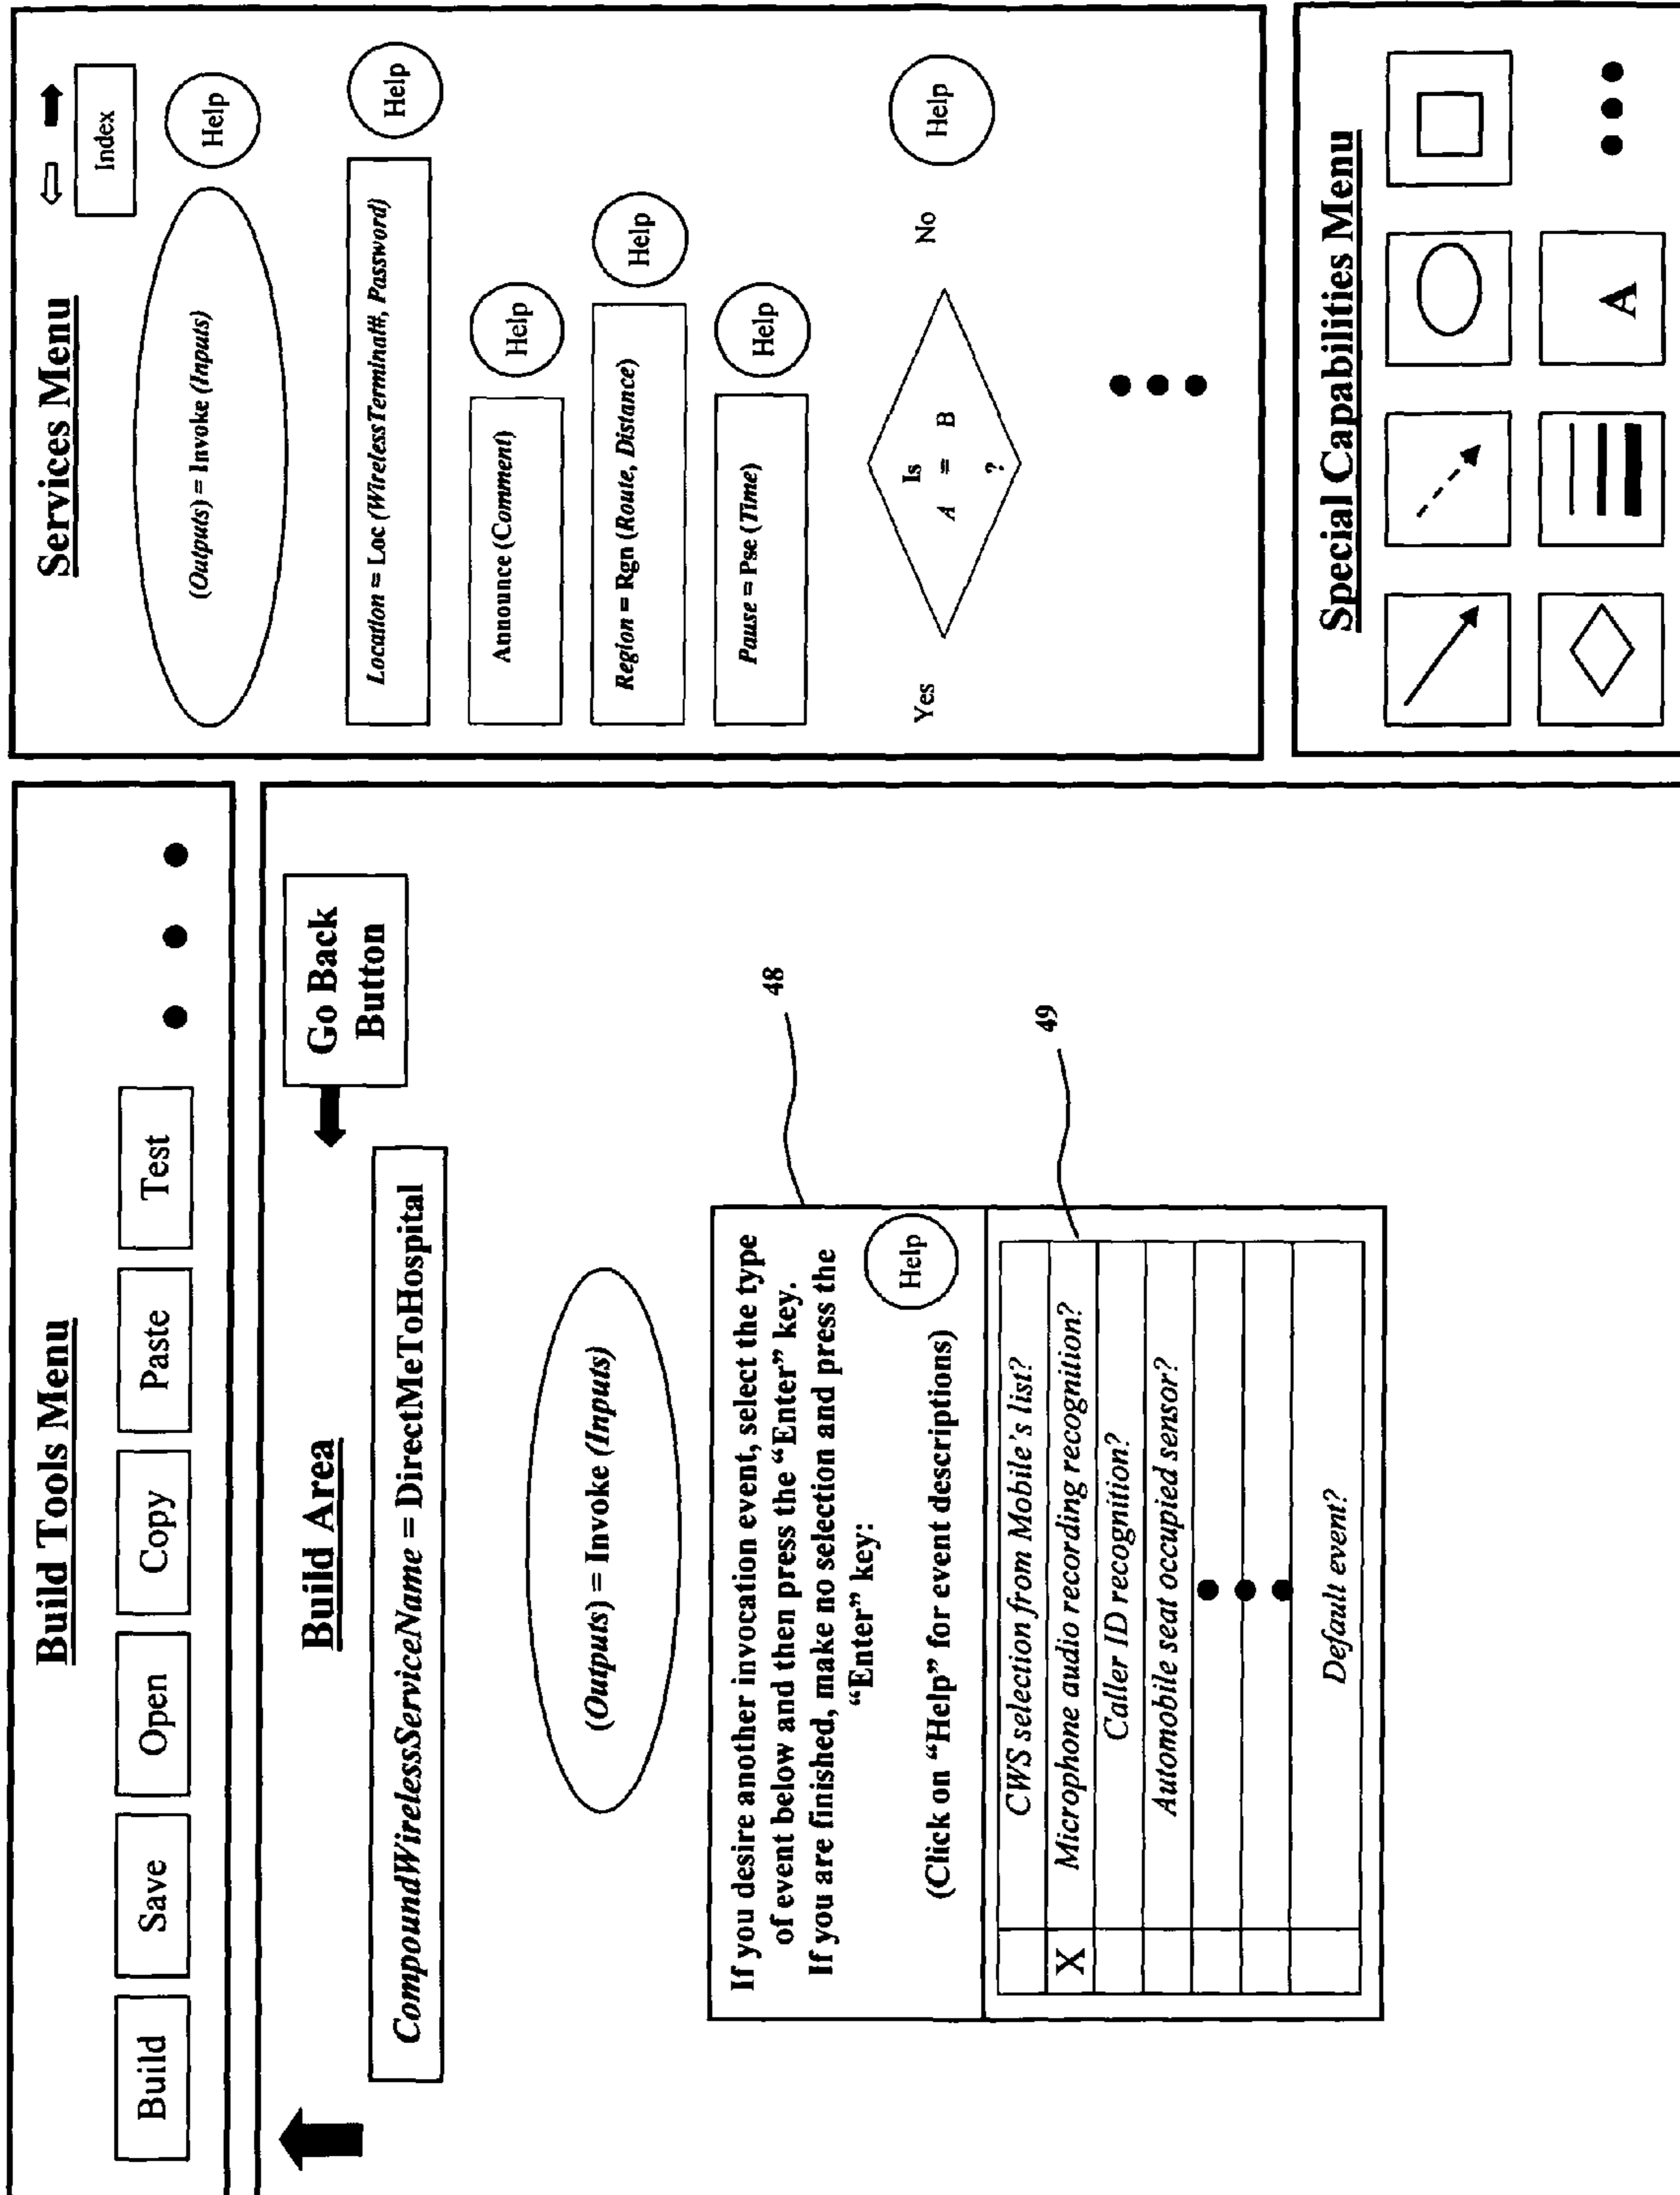 Build Tools Menu
Build
Save
Open
Copy
Paste
Test
Build Area
Go Back
Button
CompoundWirelessServiceName = DirectMeToHospital
(Outputs) = Invoke (Inputs)
48
If you desire another invocation event, select the type
of event below and then press the “Enter” key.
If you are finished, make no selection and press the
“Enter” key:
Help
(Click on “Help” for event descriptions)
49
CWS selection from Mobile's list?
X Microphone audio recording recognition?
Caller ID recognition?
Automobile seat occupied sensor?
Default event?
Services Menu
Index
(Outputs) = Invoke (Inputs)
Help
Location = Loc (WirelessTerminal#, Password)
Help
Announce (Comment)
Help
Region = Rgn (Route, Distance)
Help
Pause = Pse (Time)
Help
Yes
Is
A = B
?
No
Help
Special Capabilities Menu
A